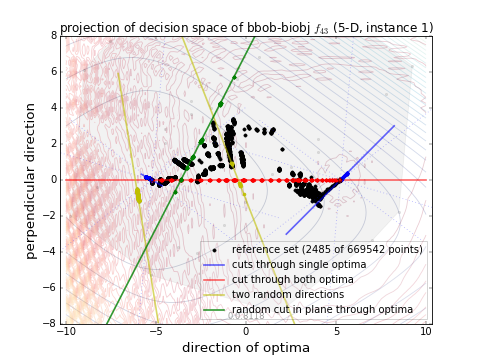 projection of decision space of bbob-biobj f43 (5-D, instance 1)
perpendicular direction
8
6
4
2
0
−2
−4
−6
−8
reference set (2485 of 669542 points)
cuts through single optima
cut through both optima
two random directions
random cut in plane through optima
−10
−5
0
5
10
direction of optima